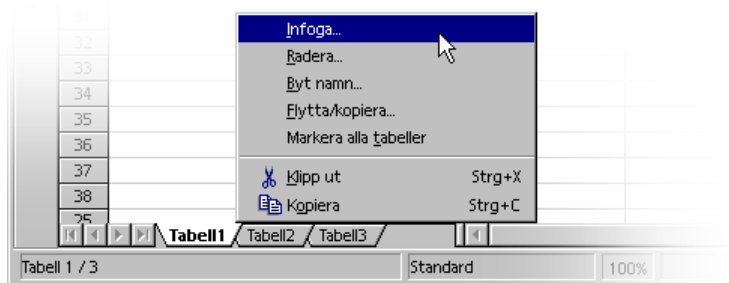 31
32
33
34
35
36
37
38
25
Infoga...
Radera...
Byt namn...
Flytta/kopiera...
Markera alla tabeller
Klipp ut Strg+X
Kopiera Strg+C
Tabell1 Tabell2 Tabell3
Tabell 1 / 3 Standard 100%